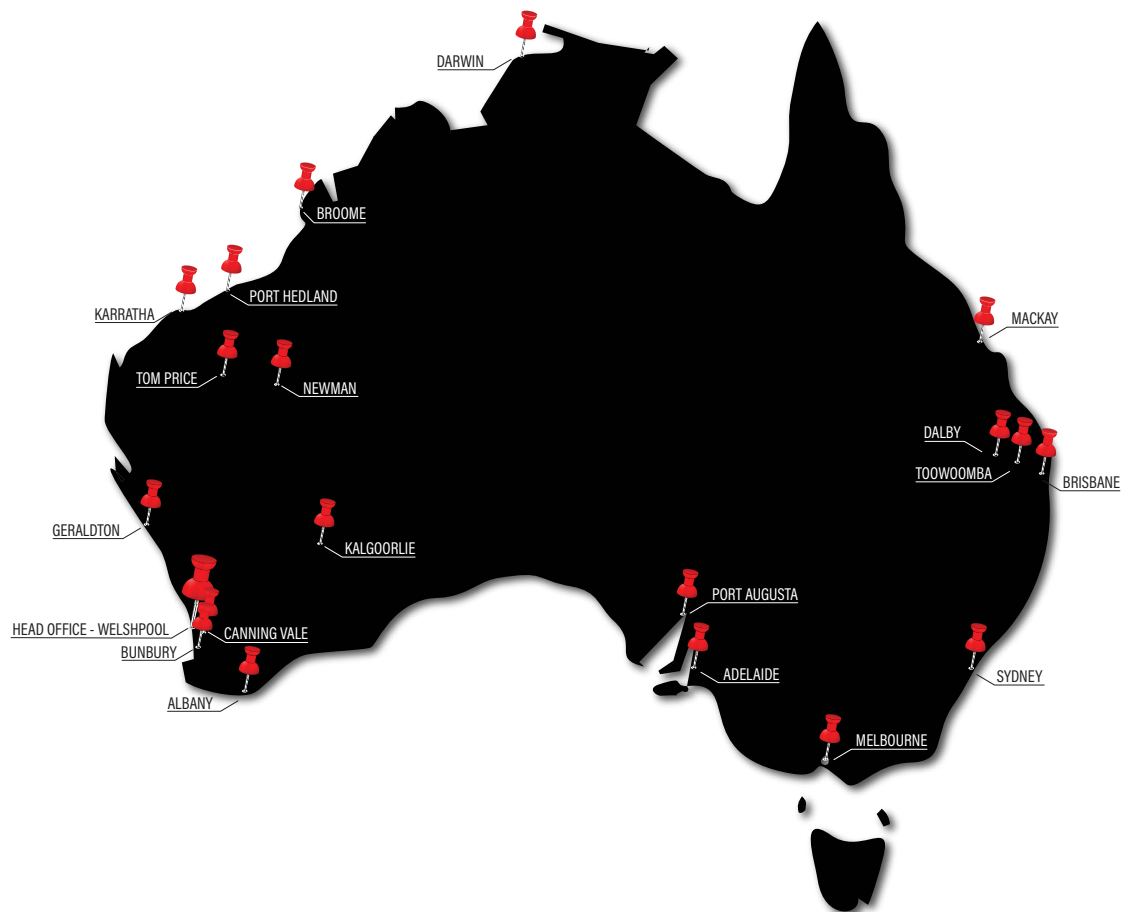 DARWIN
BROOME
PORT HEDLAND
KARRATHA
MACKAY
TOM PRICE
NEWMAN
DALBY
TOOWOOMBA
BRISBANE
GERALDTON
KALGOORLIE
PORT AUGUSTA
HEAD OFFICE - WELSHPOOL
CANNING VALE
BUNBURY
ADELAIDE
SYDNEY
ALBANY
MELBOURNE